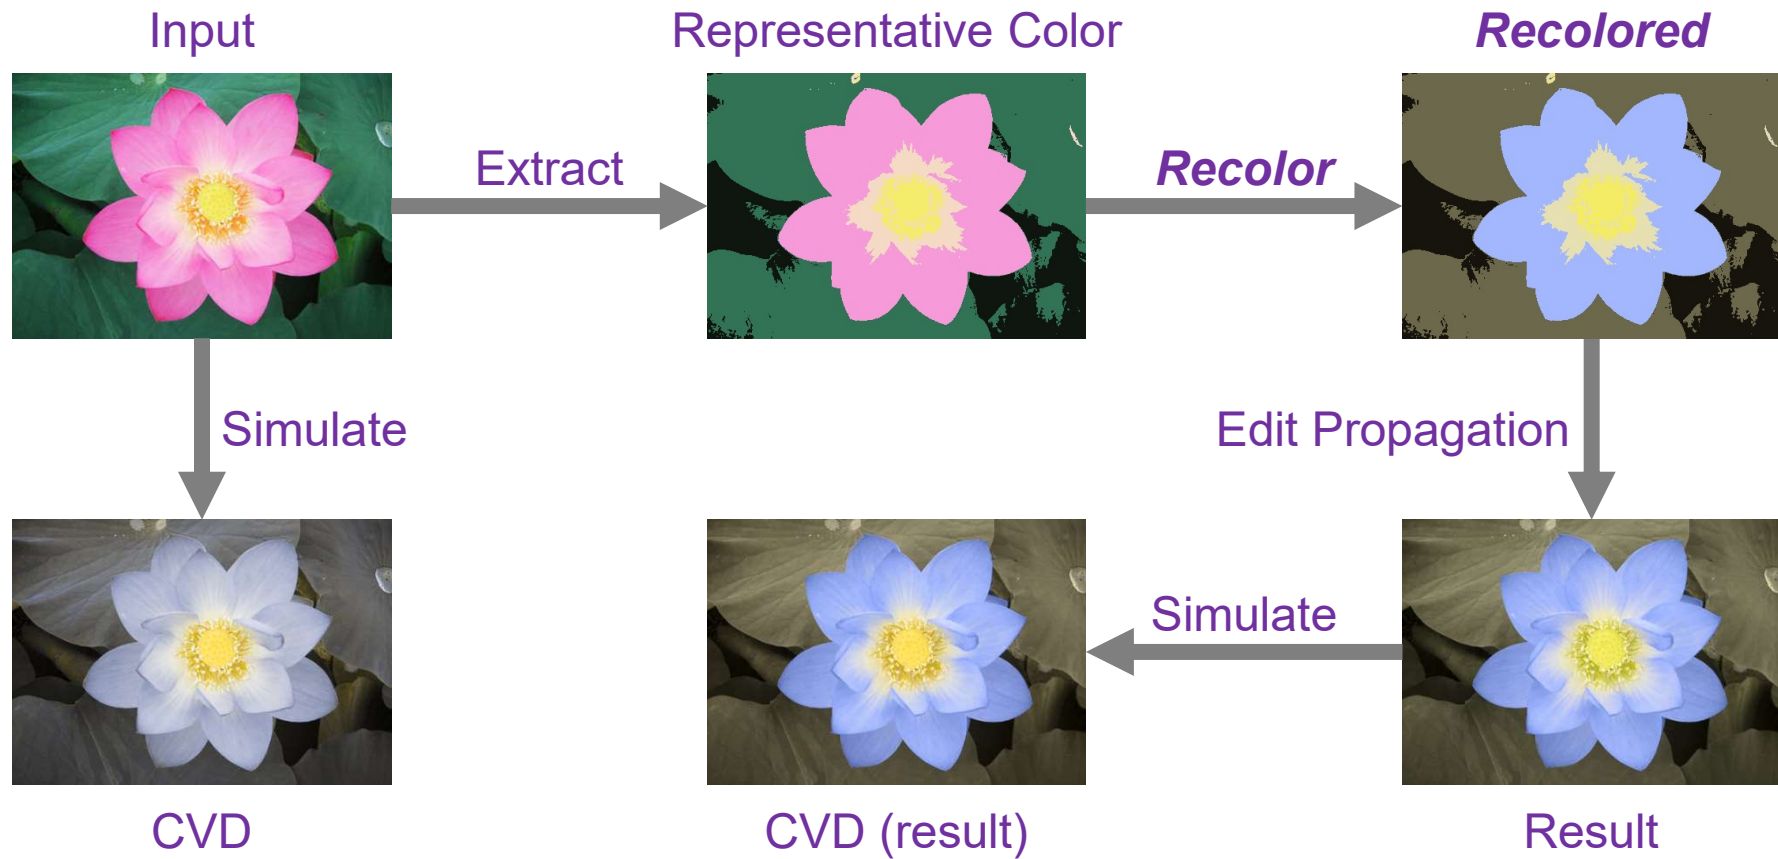 Input
Representative Color
Recolored
Extract
Recolor
Simulate
Edit Propagation
Simulate
CVD
CVD (result)
Result